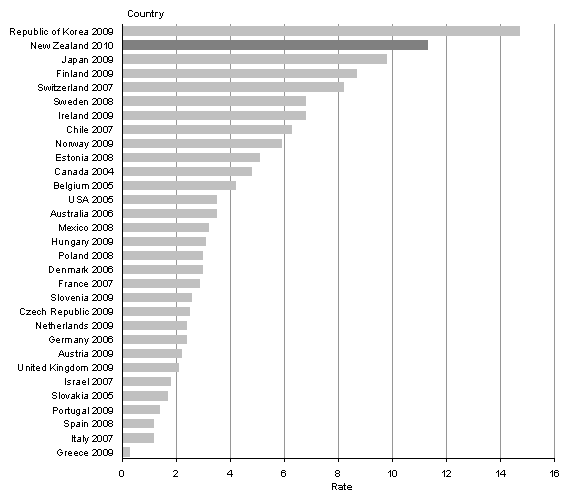 Country
Republic of Korea 2009
New Zealand 2010
Japan 2009
Finland 2009
Switzerland 2007
Sweden 2008
Ireland 2009
Chile 2007
Norway 2009
Estonia 2008
Canada 2004
Belgium 2005
USA 2005
Australia 2006
Mexico 2008
Hungary 2009
Poland 2008
Denmark 2006
France 2007
Slovenia 2009
Czech Republic 2009
Netherlands 2009
Germany 2006
Austria 2009
United Kingdom 2009
Israel 2007
Slovakia 2005
Portugal 2009
Spain 2008
Italy 2007
Greece 2009
0 2 4 6 8 10 12 14 16
Rate